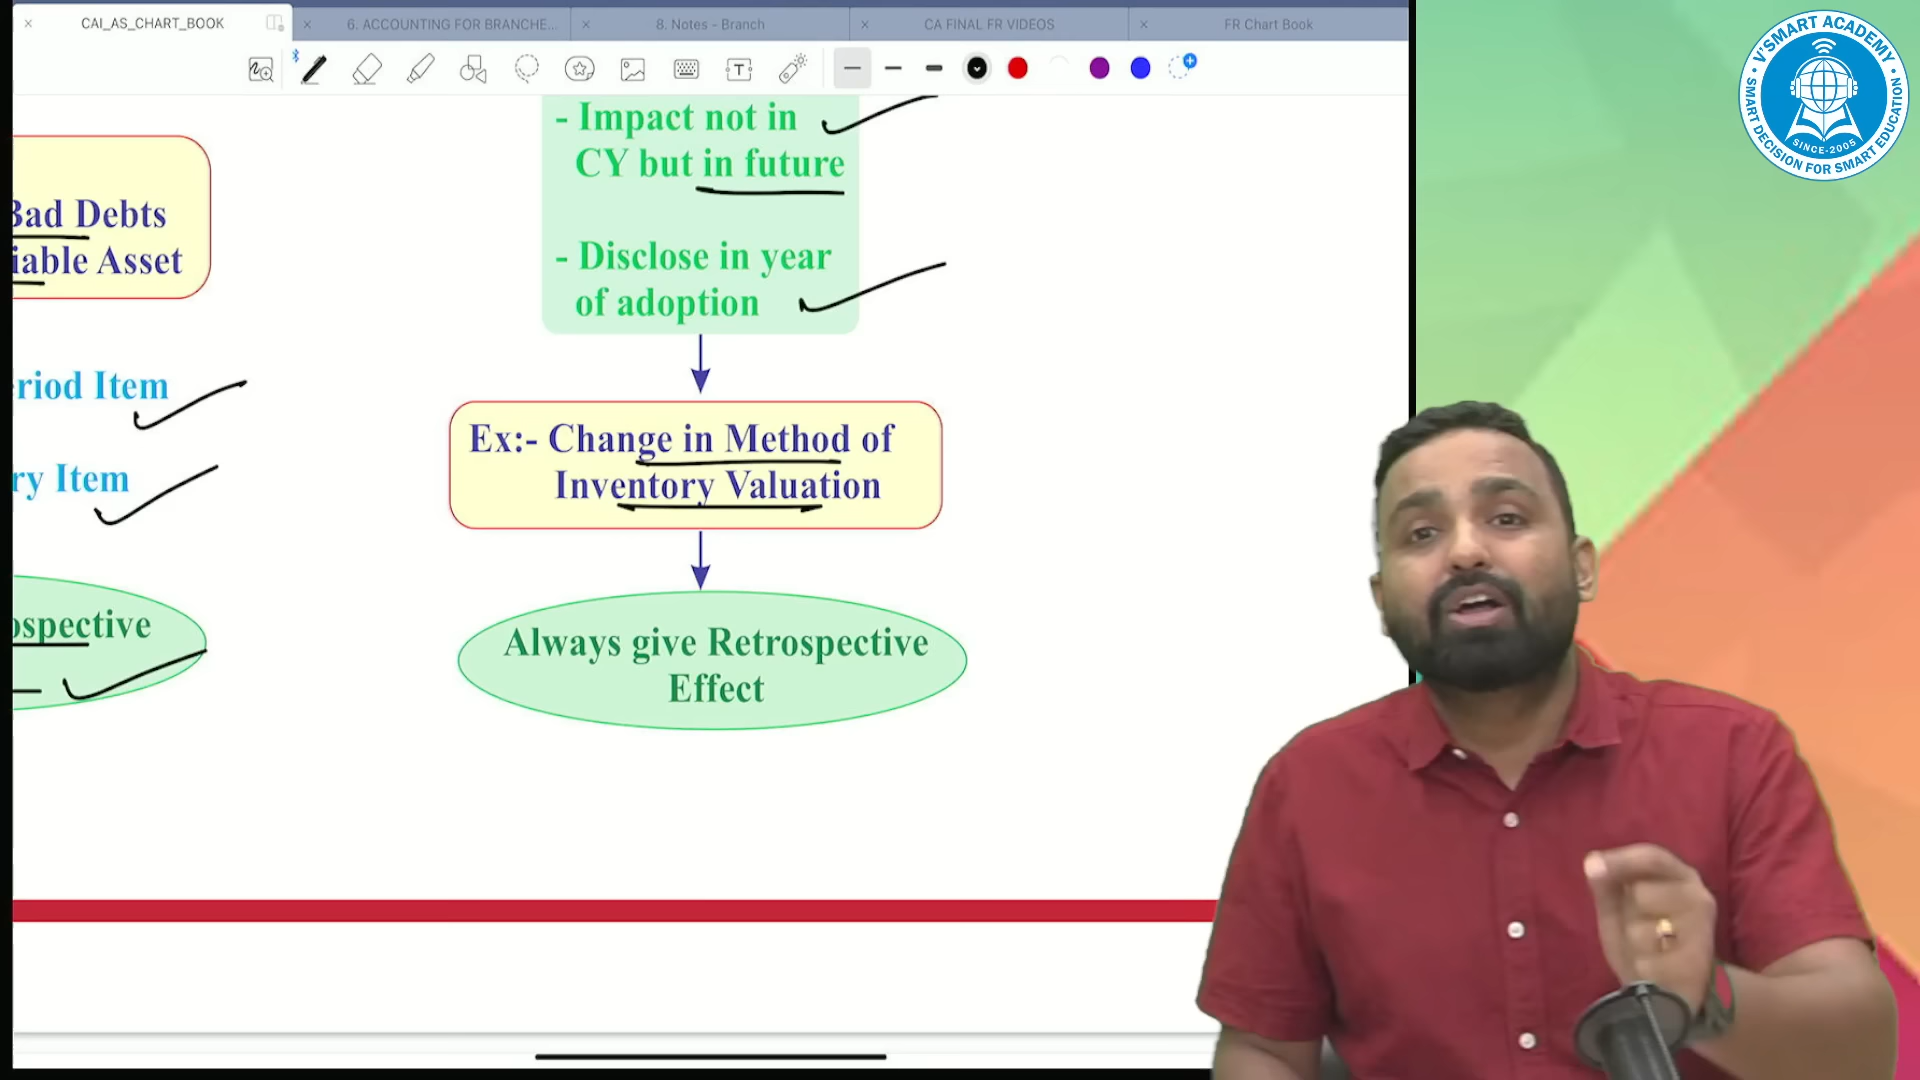 CAI_AS_CHART_BOOK
6. ACCOUNTING FOR BRANCHE...
8. Notes - Branch
CA FINAL FR VIDEOS
FR Chart Book
T
Bad Debts
iable Asset
riod Item
ry Item
ospective
- Impact not in
CY but in future
- Disclose in year
of adoption
Ex:- Change in Method of
Inventory Valuation
Always give Retrospective
Effect
V'SMART ACADEMY
SINCE-2005
SMART DECISION FOR SMART EDUCATION